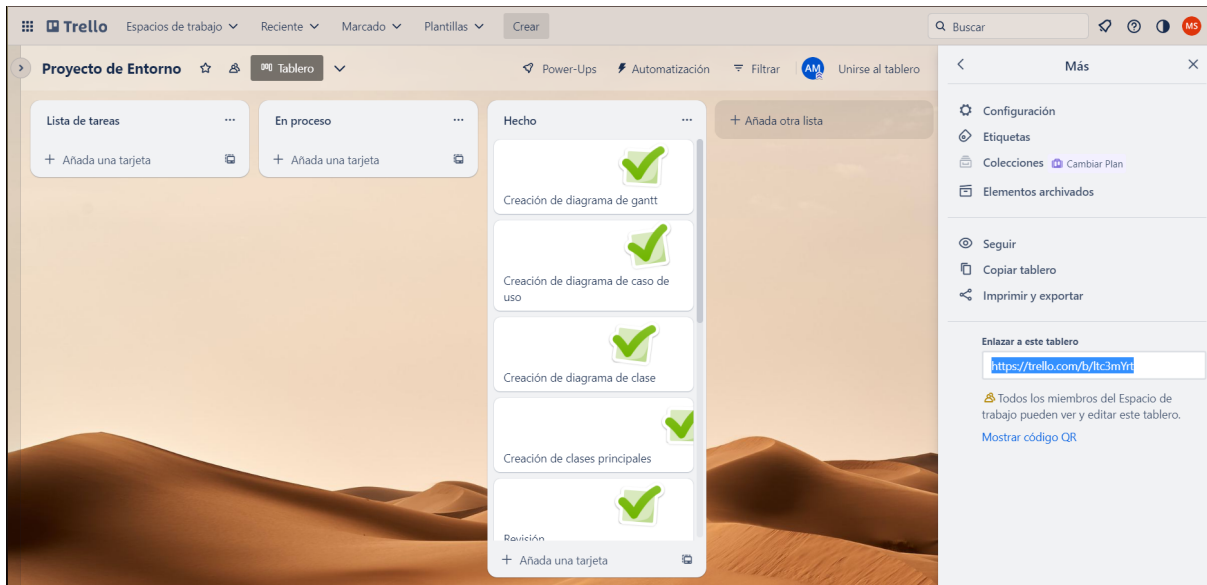 Trello
Espacios de trabajo
Reciente
Marcado
Plantillas
Crear
Buscar
MS
Proyecto de Entorno
Tablero
Power-Ups
Automatización
Filtrar
AM
Unirse al tablero
Lista de tareas
+ Añada una tarjeta
En proceso
+ Añada una tarjeta
Hecho
Creación de diagrama de gantt
Creación de diagrama de caso de
uso
Creación de diagrama de clase
Creación de clases principales
Revisión
+ Añada una tarjeta
+ Añada otra lista
Más
Configuración
Etiquetas
Colecciones Cambiar Plan
Elementos archivados
Seguir
Copiar tablero
Imprimir y exportar
Enlazar a este tablero
https://trello.com/b/ltc3mYrt
Todos los miembros del Espacio de
trabajo pueden ver y editar este tablero.
Mostrar código QR